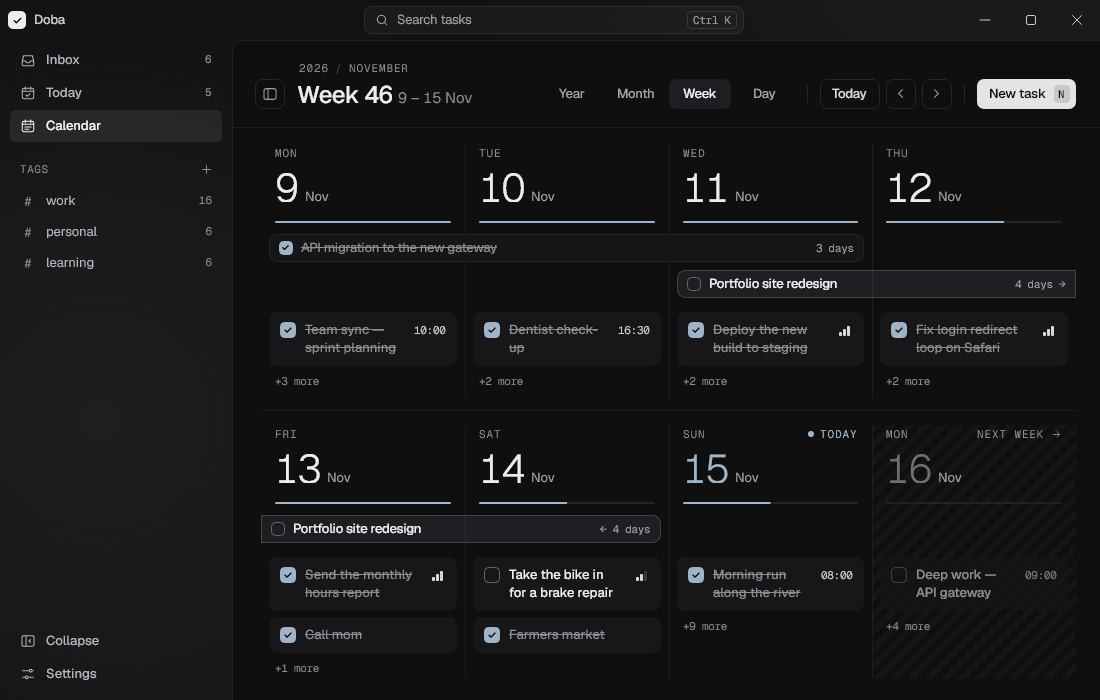 Doba
Search tasks
Ctrl K
Inbox 6
Today 5
Calendar
TAGS +
# work 16
# personal 6
# learning 6
Collapse
Settings
2026 / NOVEMBER
Week 46 9 – 15 Nov
Year Month Week Day
Today
New task N
MON
9 Nov
TUE
10 Nov
WED
11 Nov
THU
12 Nov
API migration to the new gateway 3 days
Portfolio site redesign 4 days →
Team sync — 10:00
sprint planning
+3 more
Dentist check- 16:30
up
+2 more
Deploy the new
build to staging
+2 more
Fix login redirect
loop on Safari
+2 more
FRI
13 Nov
SAT
14 Nov
SUN TODAY
15 Nov
MON NEXT WEEK →
16 Nov
Portfolio site redesign ← 4 days
Send the monthly
hours report
Call mom
+1 more
Take the bike in
for a brake repair
Farmers market
Morning run 08:00
along the river
+9 more
Deep work — 09:00
API gateway
+4 more